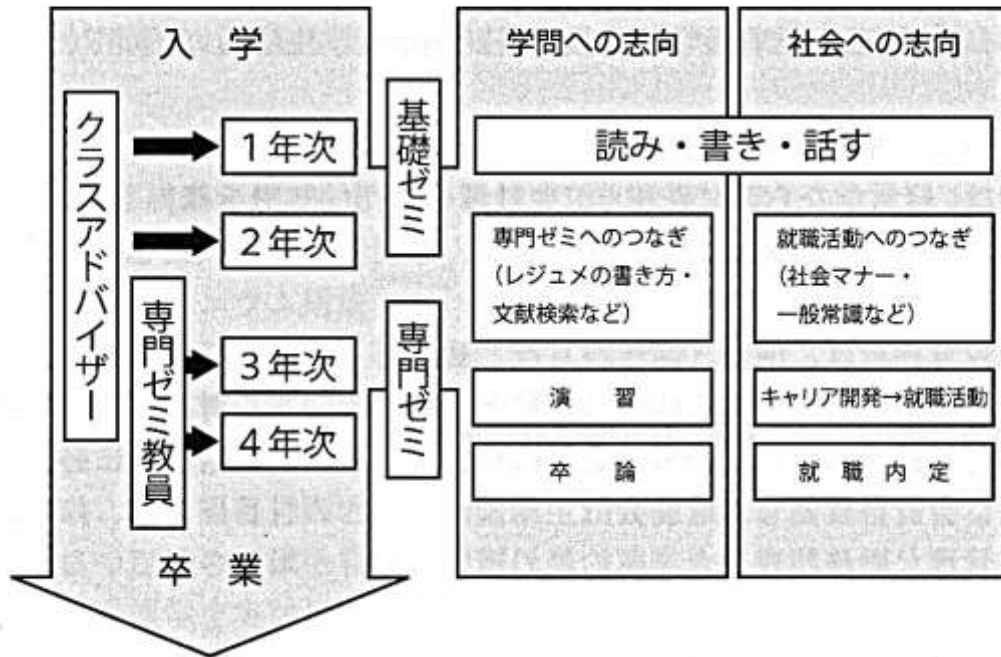 入 学
クラスアドバイザー
1年次
2年次
専門ゼミ教員
3年次
4年次
卒 業
基礎ゼミ
専門ゼミ
学問への志向
社会への志向
読み・書き・話す
専門ゼミへのつなぎ
(レジュメの書き方・
文献検索など)
就職活動へのつなぎ
(社会マナー・
一般常識など)
演 習
キャリア開発→就職活動
卒 論
就 職 内 定